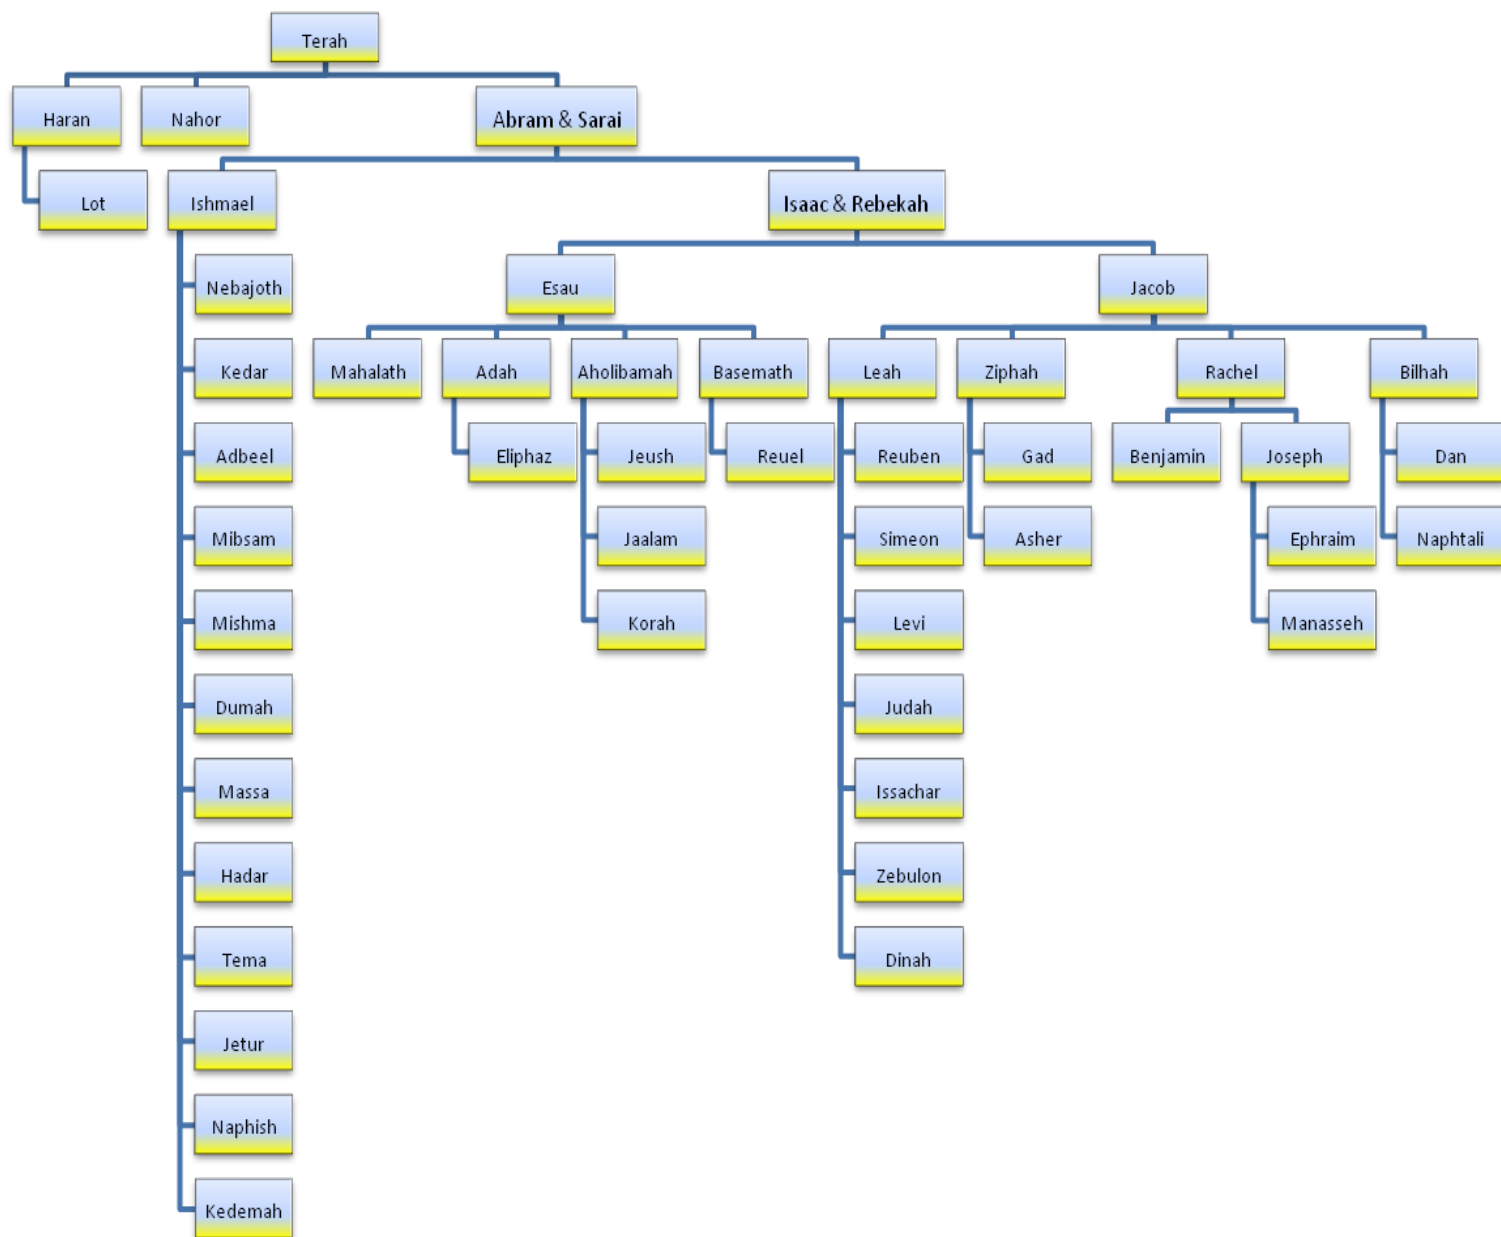 Terah
Haran
Nahor
Abram & Sarai
Lot
Ishmael
Isaac & Rebekah
Nebajoth
Esau
Jacob
Kedar
Mahalath
Adah
Aholibamah
Basemath
Leah
Ziphah
Rachel
Bilhah
Adbeel
Eliphaz
Jeush
Reuel
Reuben
Gad
Benjamin
Joseph
Dan
Mibsam
Jaalam
Simeon
Asher
Ephraim
Naphtali
Mishma
Korah
Levi
Manasseh
Dumah
Judah
Massa
Issachar
Hadar
Zebulon
Tema
Dinah
Jetur
Naphish
Kedemah